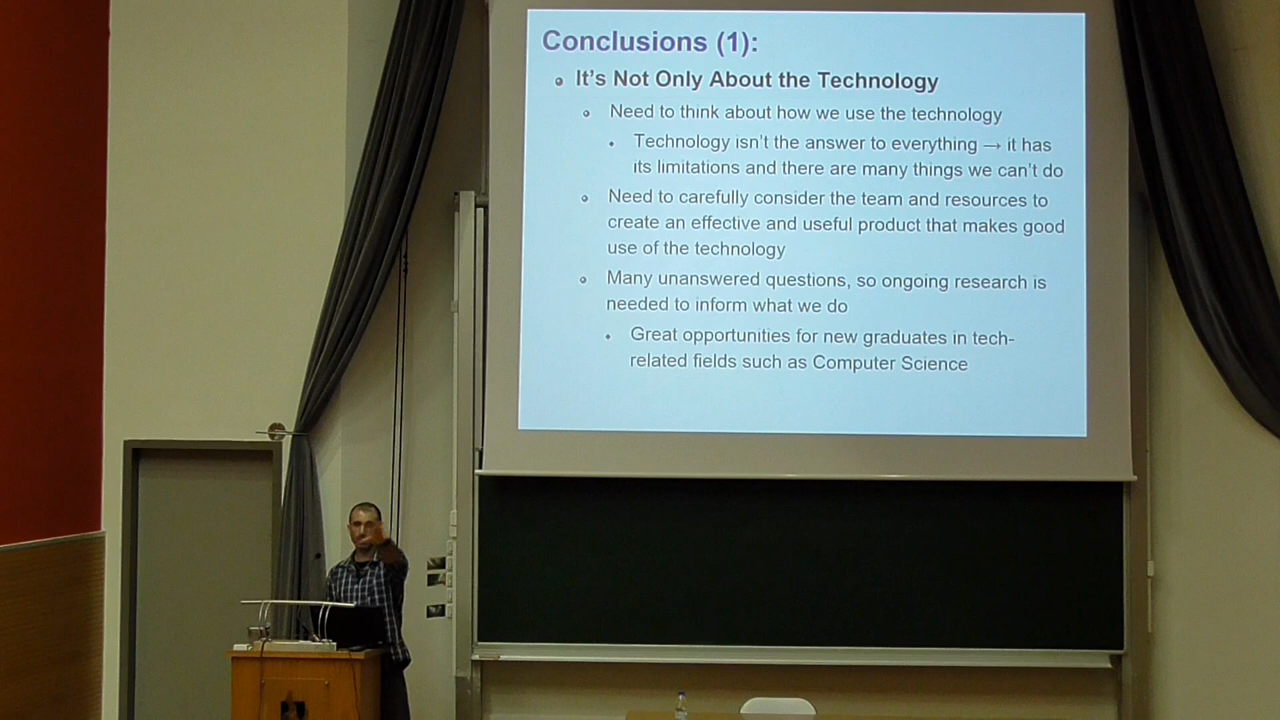 Conclusions (1):
It's Not Only About the Technology
Need to think about how we use the technology
Technology isn't the answer to everything → it has
its limitations and there are many things we can't do
Need to carefully consider the team and resources to
create an effective and useful product that makes good
use of the technology
Many unanswered questions, so ongoing research is
needed to inform what we do
Great opportunities for new graduates in tech-
related fields such as Computer Science